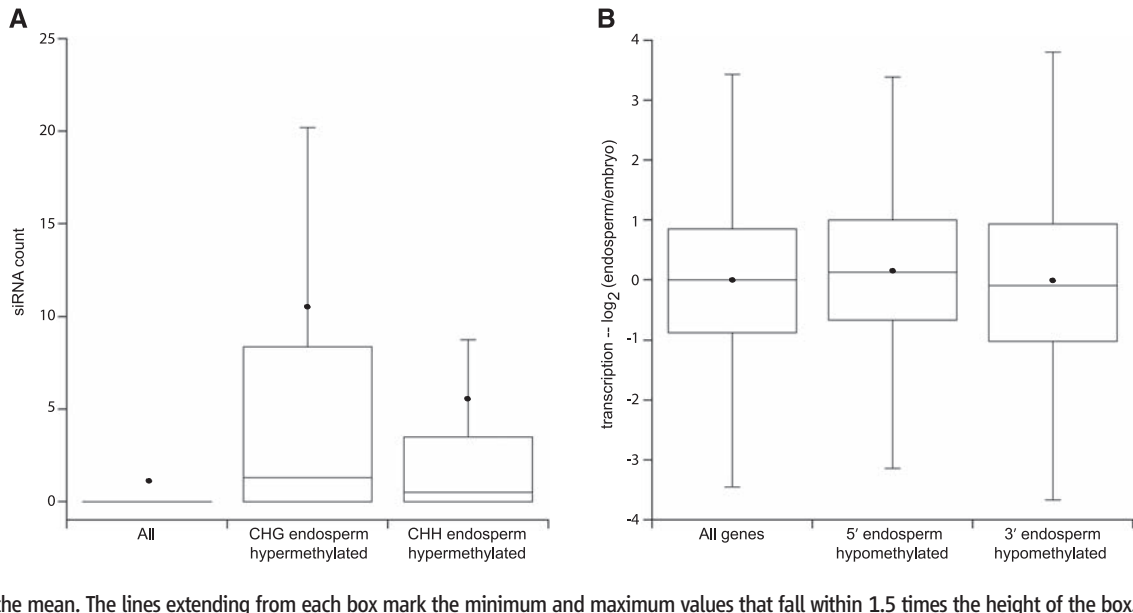 A
25
20
15
10
5
0
siRNA count
All
CHG endosperm
hypermethylated
CHH endosperm
hypermethylated
B
4
3
2
1
0
-1
-2
-3
-4
transcription -- log2 (endosperm/embryo)
All genes
5′ endosperm
hypomethylated
3′ endosperm
hypomethylated
the mean. The lines extending from each box mark the minimum and maximum values that fall within 1.5 times the height of the box